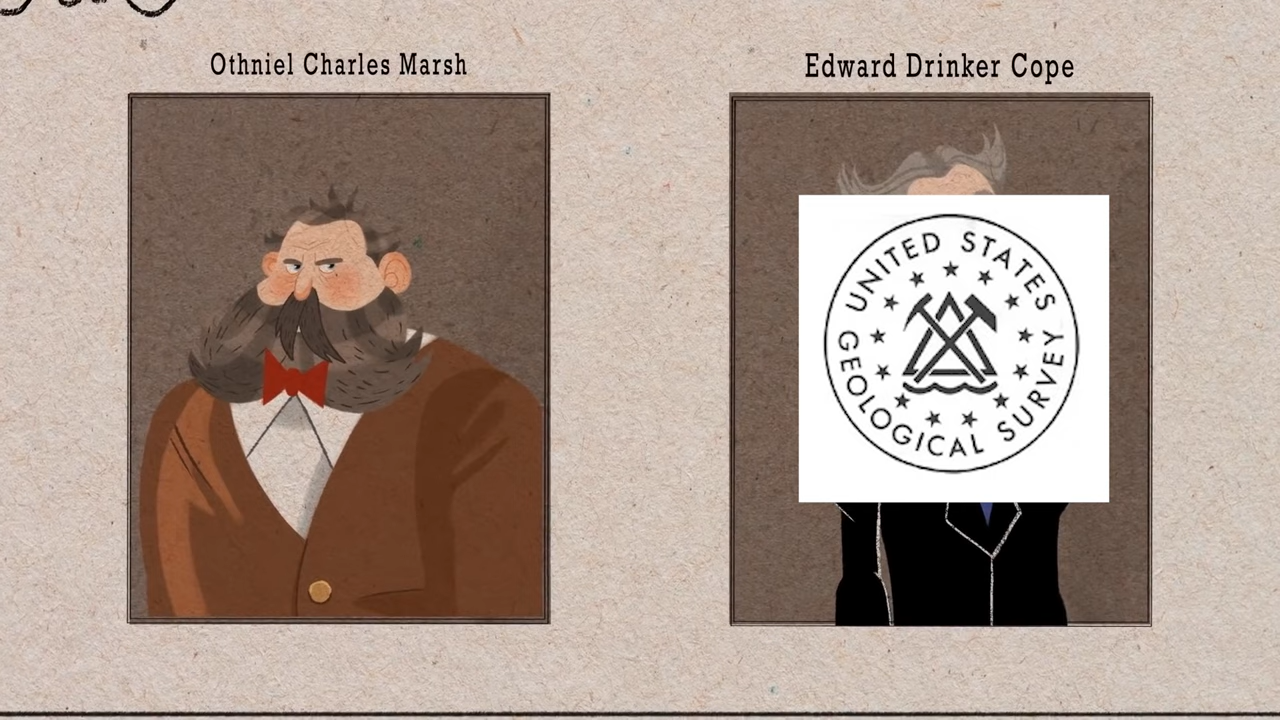 Othniel Charles Marsh
Edward Drinker Cope
UNITED STATES
GEOLOGICAL SURVEY